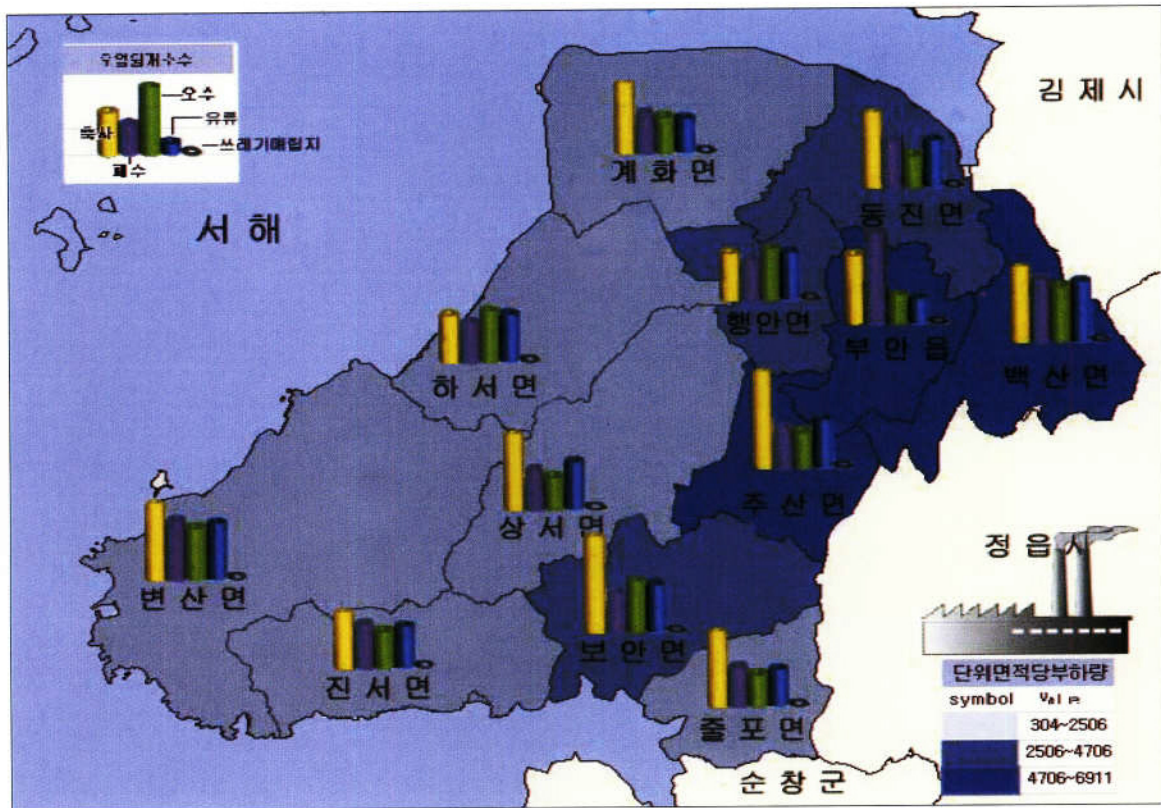 오염원개수수
오수
유류
축사
쓰레기매립지
폐수
서 해
김 제 시
계 화 면
동 진 면
행안면
부 안 읍
백 산 면
하 서 면
주 산 면
상 서 면
정 읍 시
변 산 면
보 안 면
진 서 면
줄 포 면
순 창 군
단위면적당부하량
symbol Value
304~2506
2506~4706
4706~6911